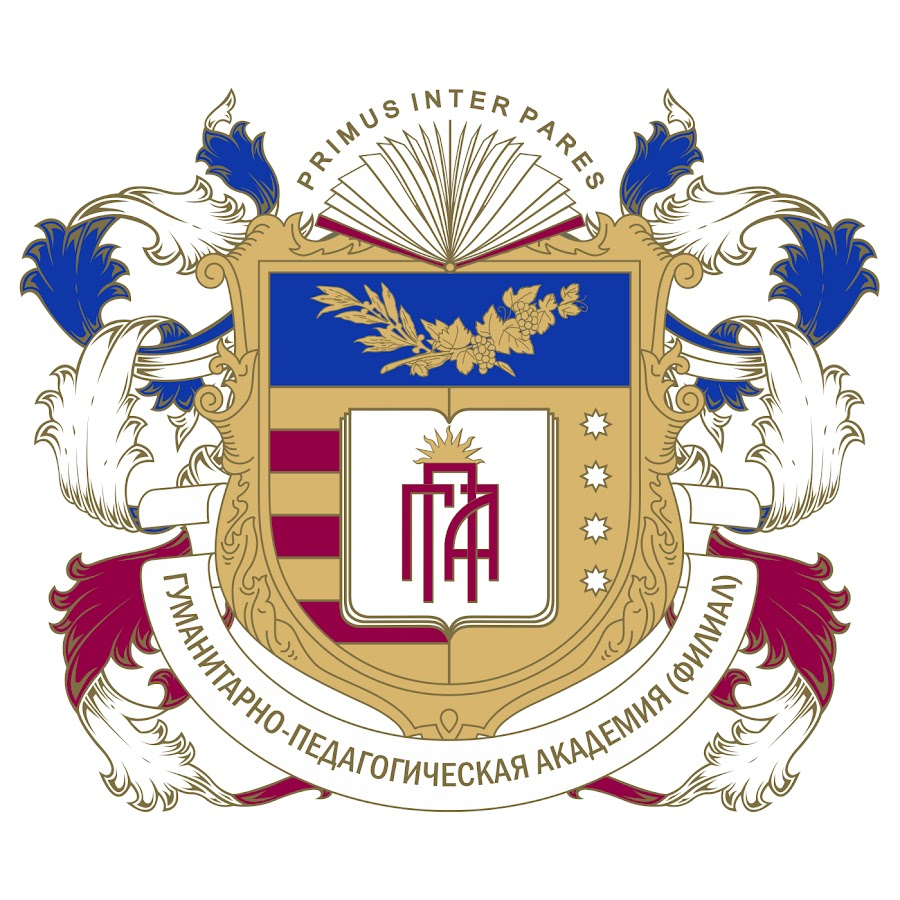 PRIMUS INTER PARES
ГПА
ГУМАНИТАРНО-ПЕДАГОГИЧЕСКАЯ АКАДЕМИЯ (ФИЛИАЛ)